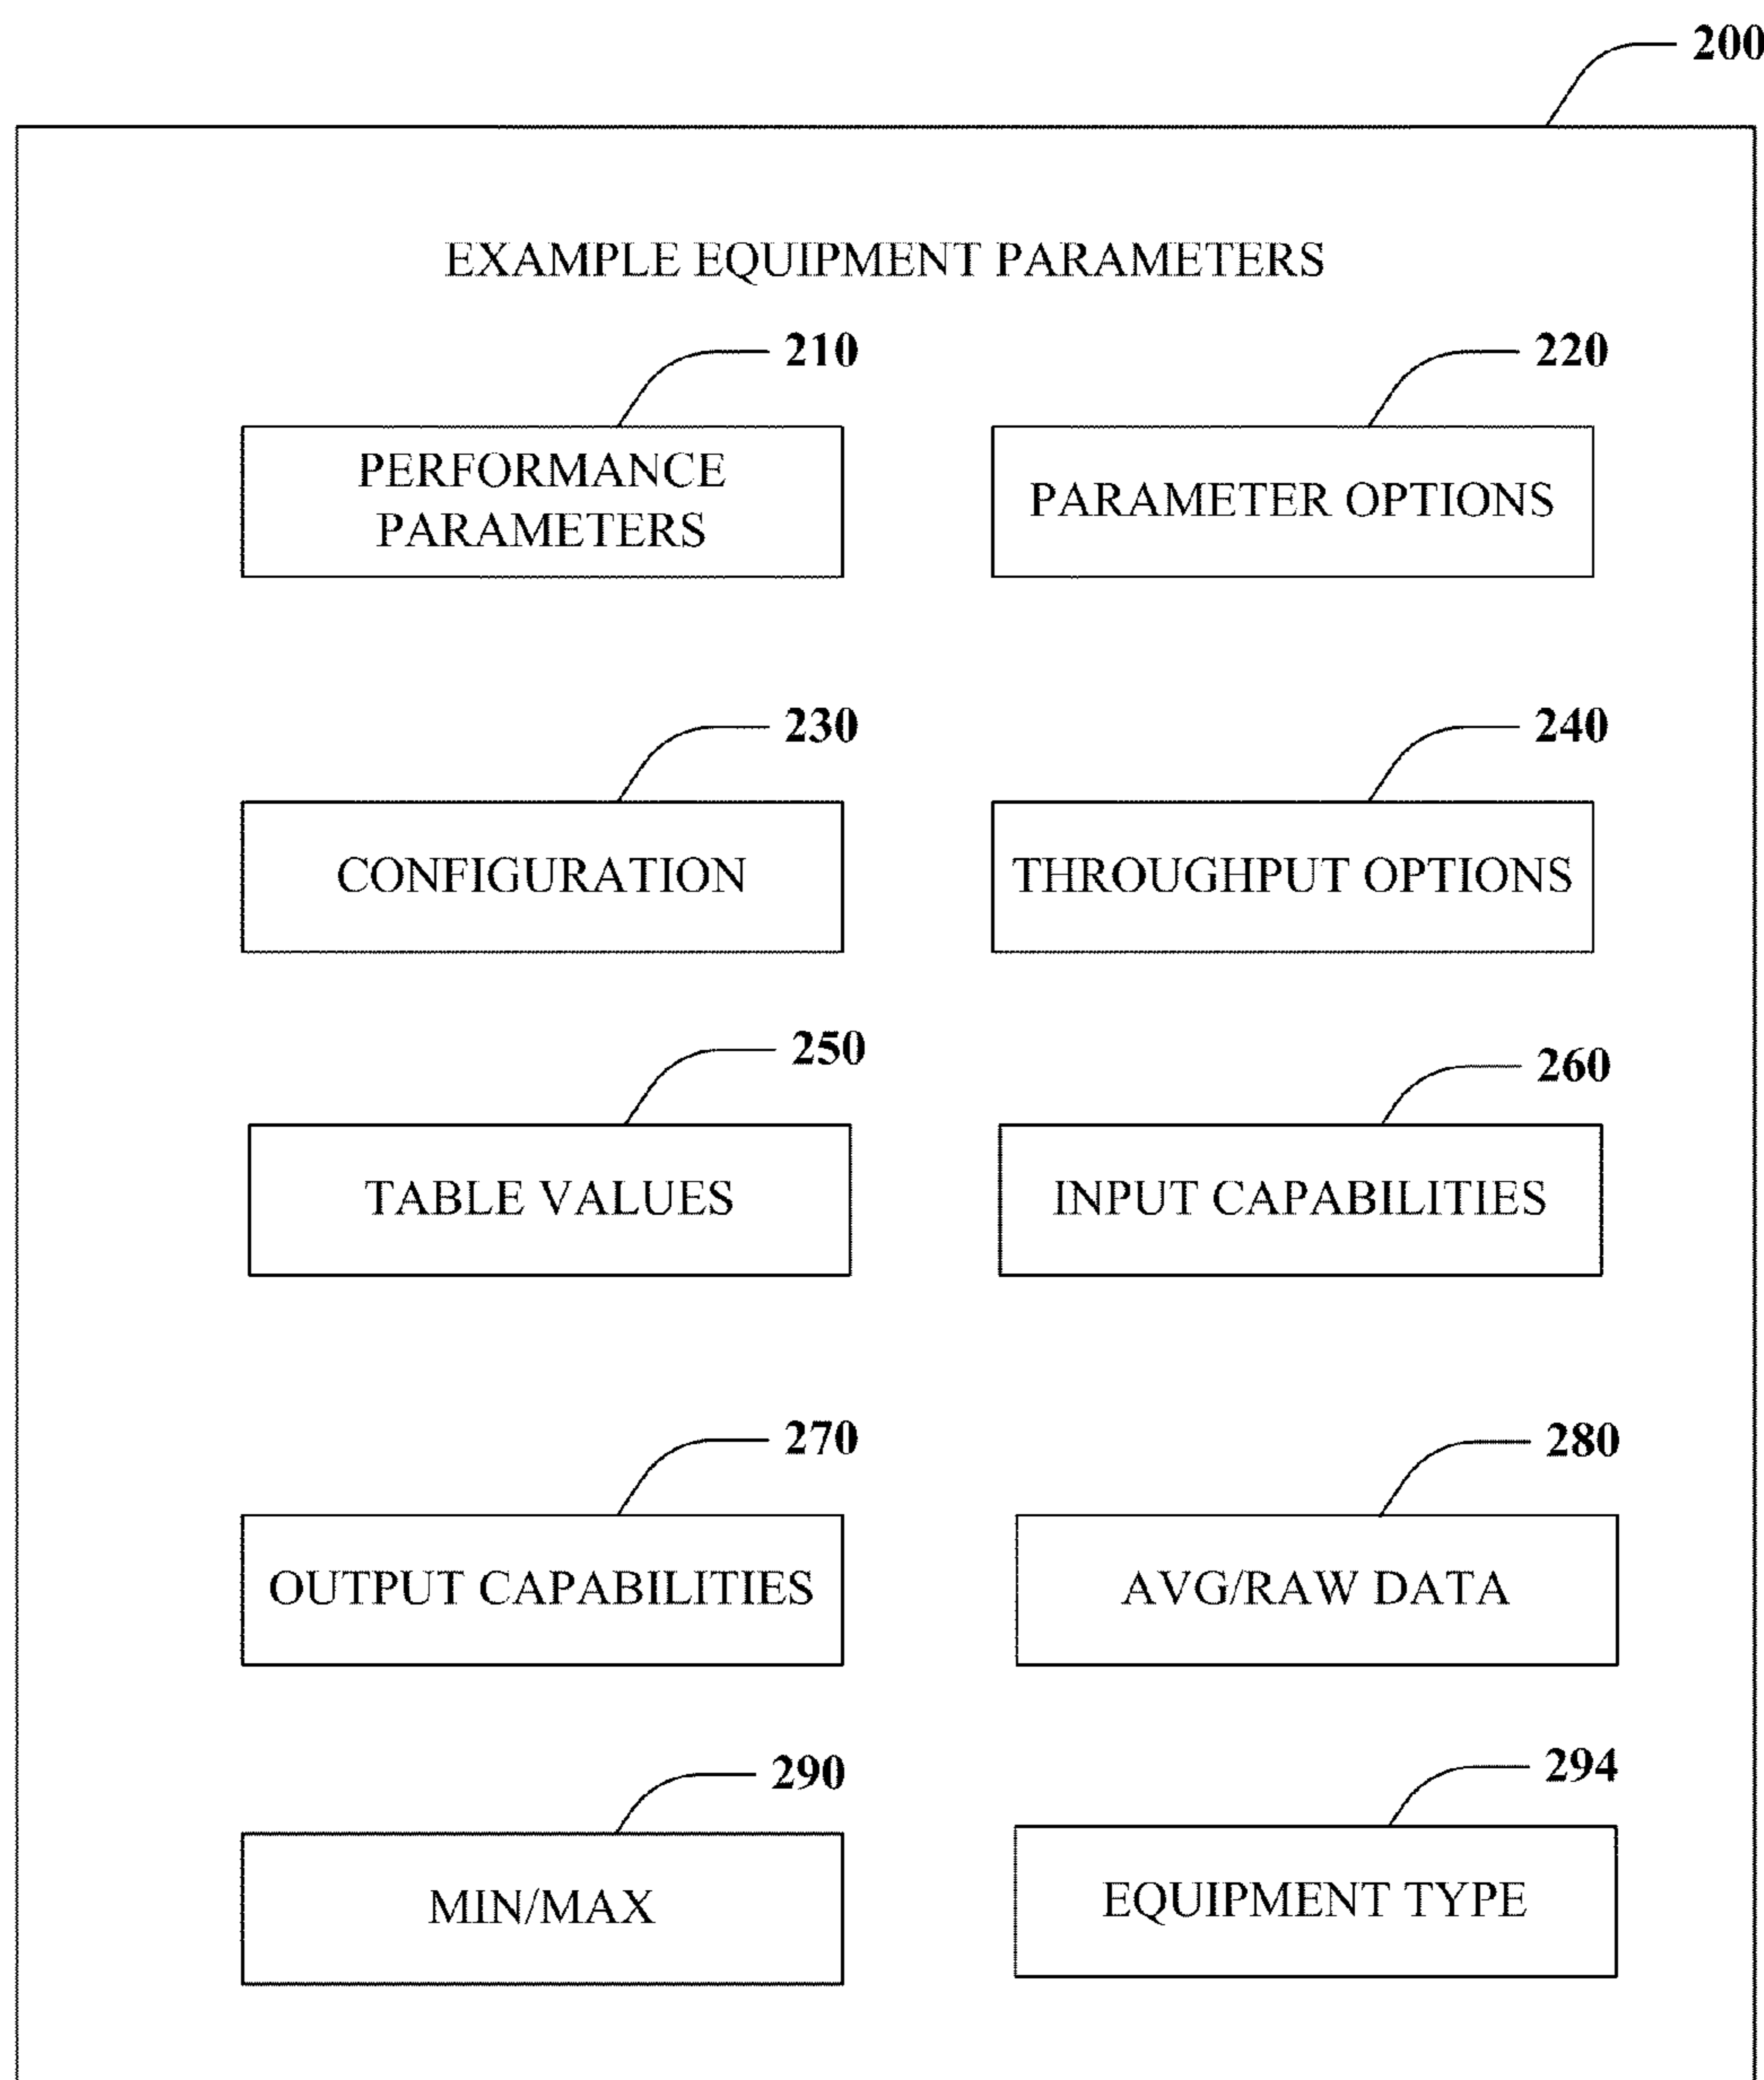 200
EXAMPLE EQUIPMENT PARAMETERS
210
220
PERFORMANCE
PARAMETERS
PARAMETER OPTIONS
230
240
CONFIGURATION
THROUGHPUT OPTIONS
250
260
TABLE VALUES
INPUT CAPABILITIES
270
280
OUTPUT CAPABILITIES
AVG/RAW DATA
290
294
MIN/MAX
EQUIPMENT TYPE